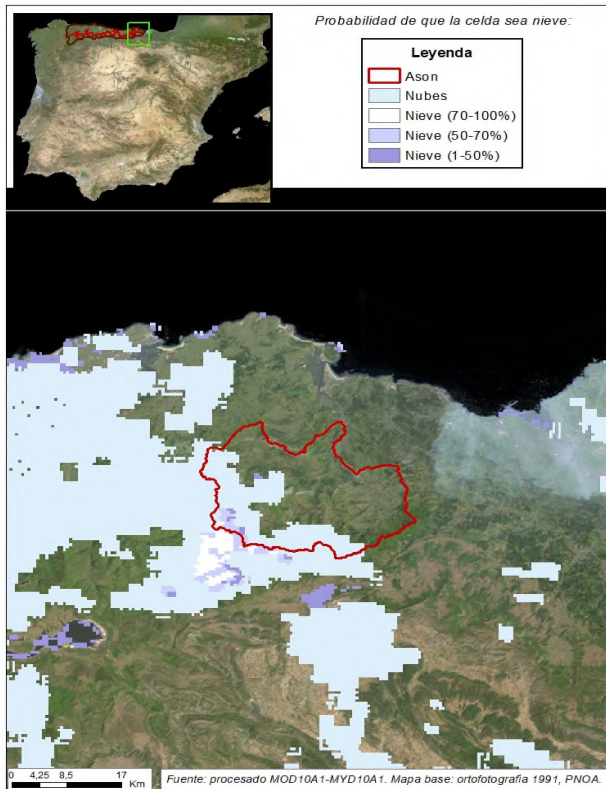 Probabilidad de que la celda sea nieve:
Leyenda
Ason
Nubes
Nieve (70-100%)
Nieve (50-70%)
Nieve (1-50%)
0 4,25 8,5 17
Km
Fuente: procesado MOD10A1-MYD10A1. Mapa base: ortofotografia 1991, PNOA.